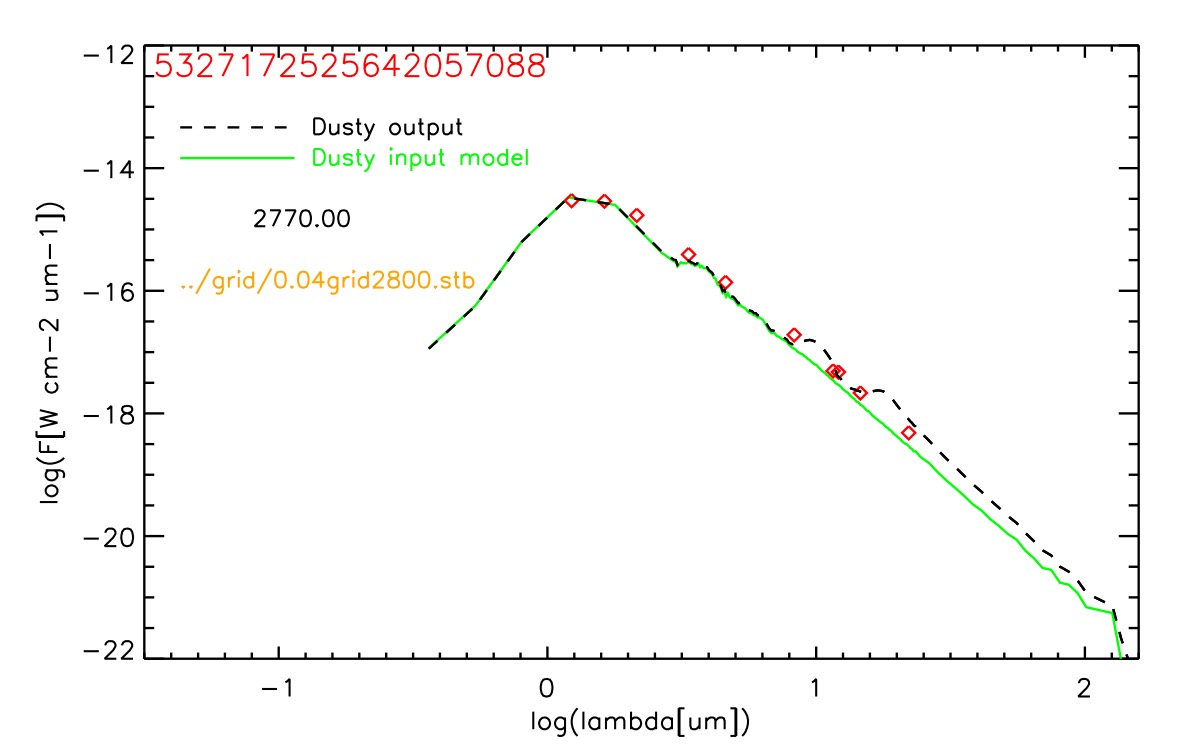 5327172525642057088
Dusty output
Dusty input model
2770.00
../grid/0.04grid2800.stb
log(F[W cm-2 um-1])
-12
-14
-16
-18
-20
-22
-1
0
1
2
log(lambda[um])